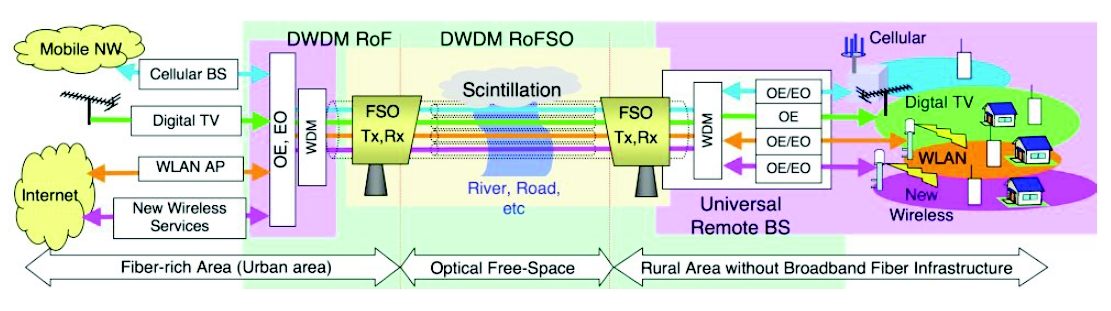 DWDM RoF
DWDM RoFSO
Cellular
Mobile NW
Cellular BS
Scintillation
OE/EO
Digtal TV
Digital TV
OE, EO
WDM
FSO
Tx,Rx
FSO
Tx,Rx
WDM
OE
OE/EO
WLAN
WLAN AP
Internet
River, Road,
etc
OE/EO
New
Wireless
New Wireless
Services
Universal
Remote BS
Fiber-rich Area (Urban area)
Optical Free-Space
Rural Area without Broadband Fiber Infrastructure